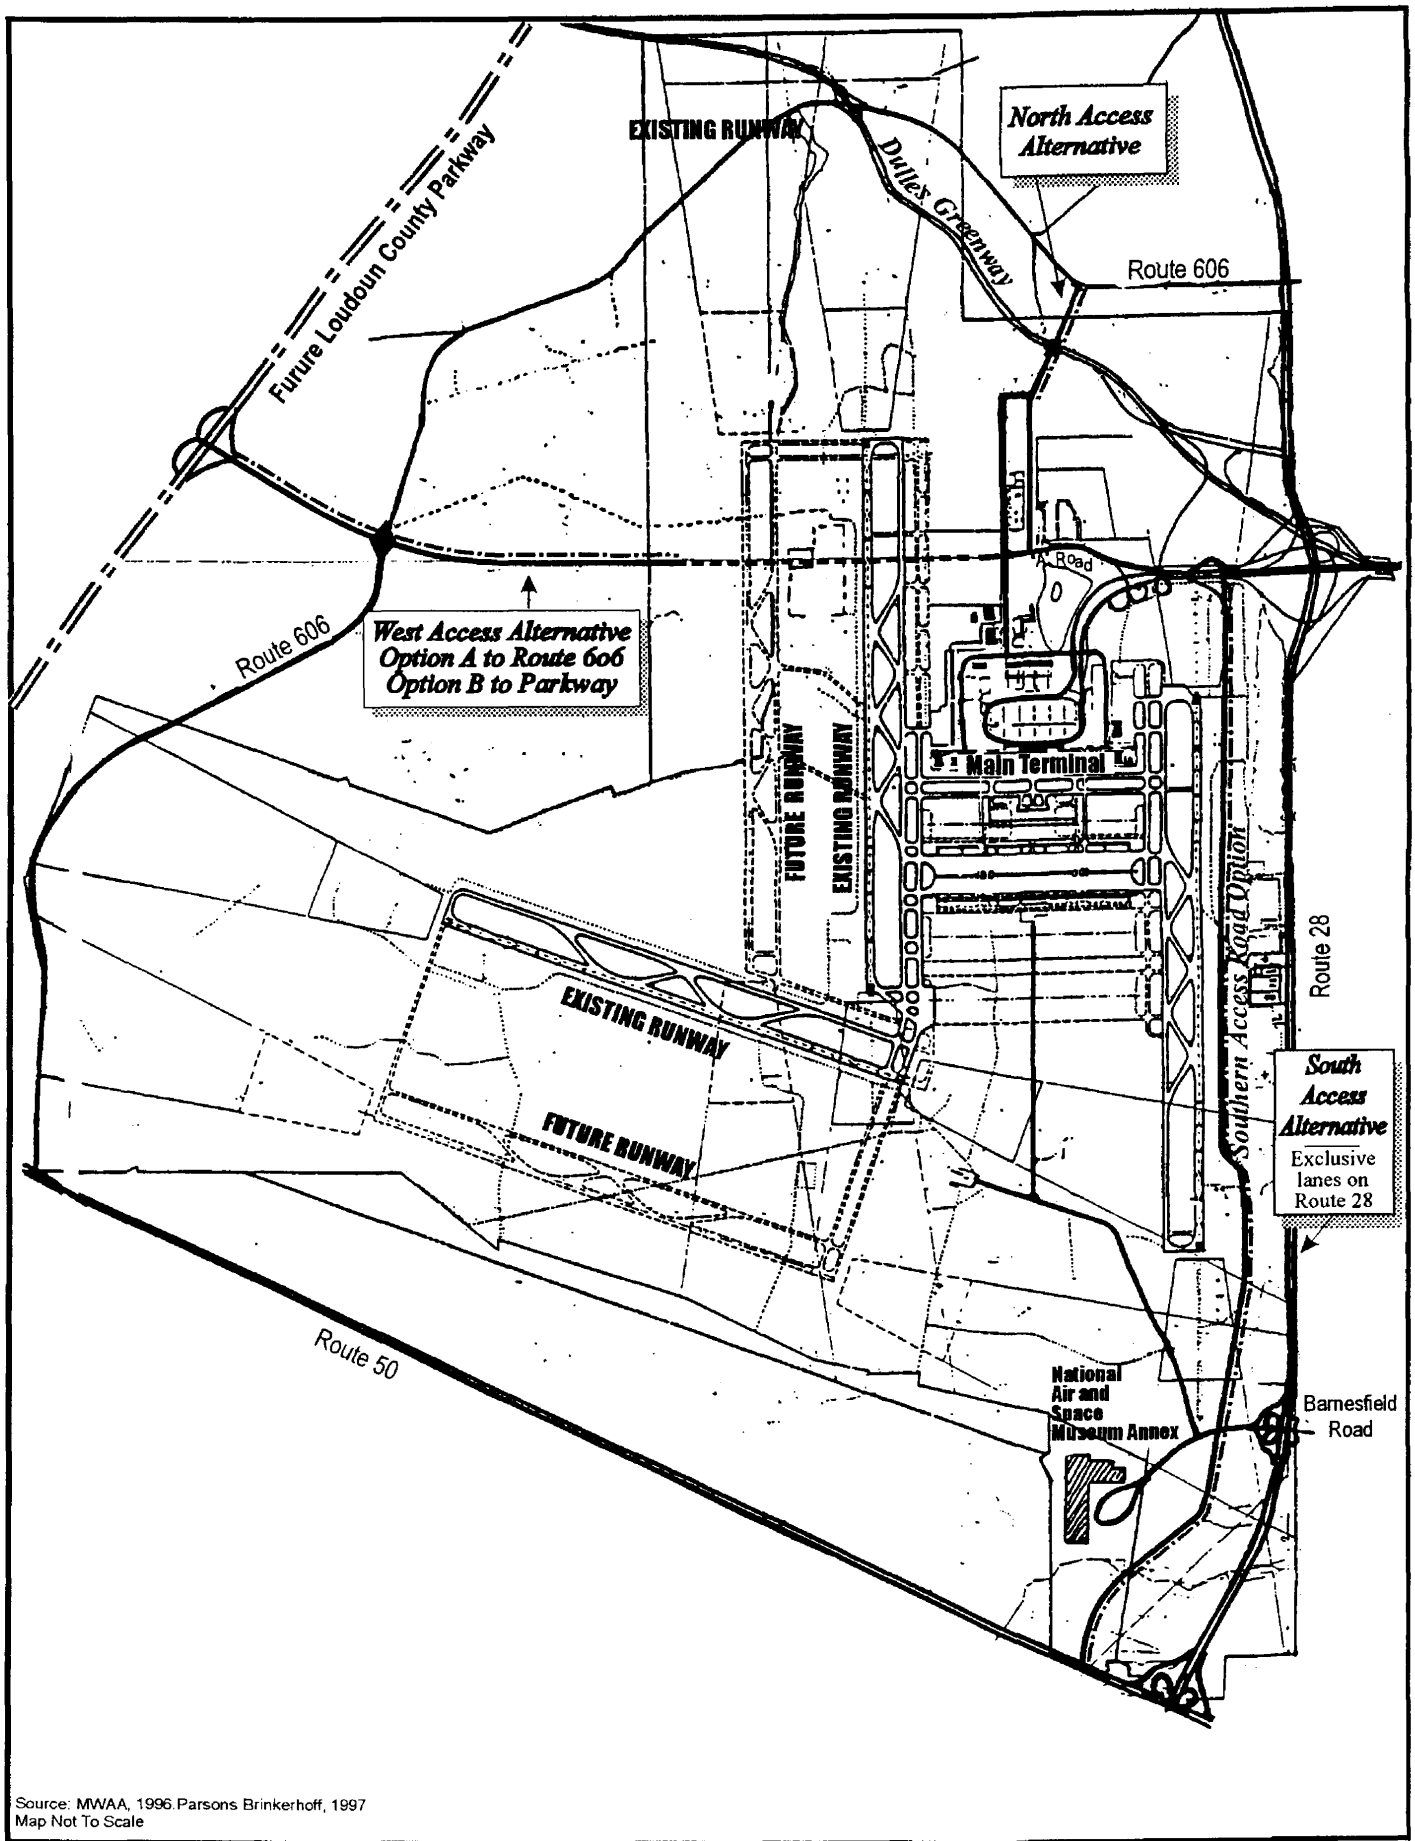 EXISTING RUNWAY
North Access
Alternative
Dulle's Greenway
Furure Loudoun County Parkway
Route 606
Road
West Access Alternative
Option A to Route 606
Option B to Parkway
Route 606
FUTURE RUNWAY
EXISTING RUNWAY
Main Terminal
Southern Access Road Option
Route 28
EXISTING RUNWAY
FUTURE RUNWAY
South
Access
Alternative
Exclusive
lanes on
Route 28
Route 50
National
Air and
Space
Museum Annex
Barnesfield
Road
Source: MWAA, 1996.Parsons Brinkerhoff, 1997
Map Not To Scale